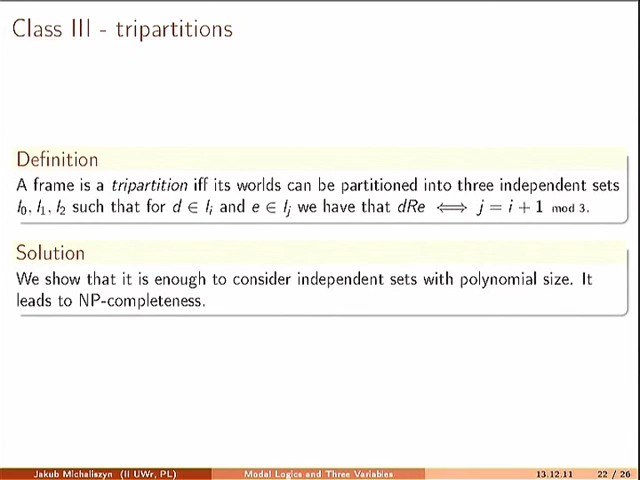 Class III - tripartitions
Definition
A frame is a tripartition iff its worlds can be partitioned into three independent sets
I₀, I₁, I₂ such that for d ∈ Iᵢ and e ∈ Iⱼ we have that dRe ⟺ j = i + 1 mod 3.
Solution
We show that it is enough to consider independent sets with polynomial size. It
leads to NP-completeness.
Jakub Michaliszyn (II UWr, PL) Modal Logics and Three Variables 13.12.11 22 / 26